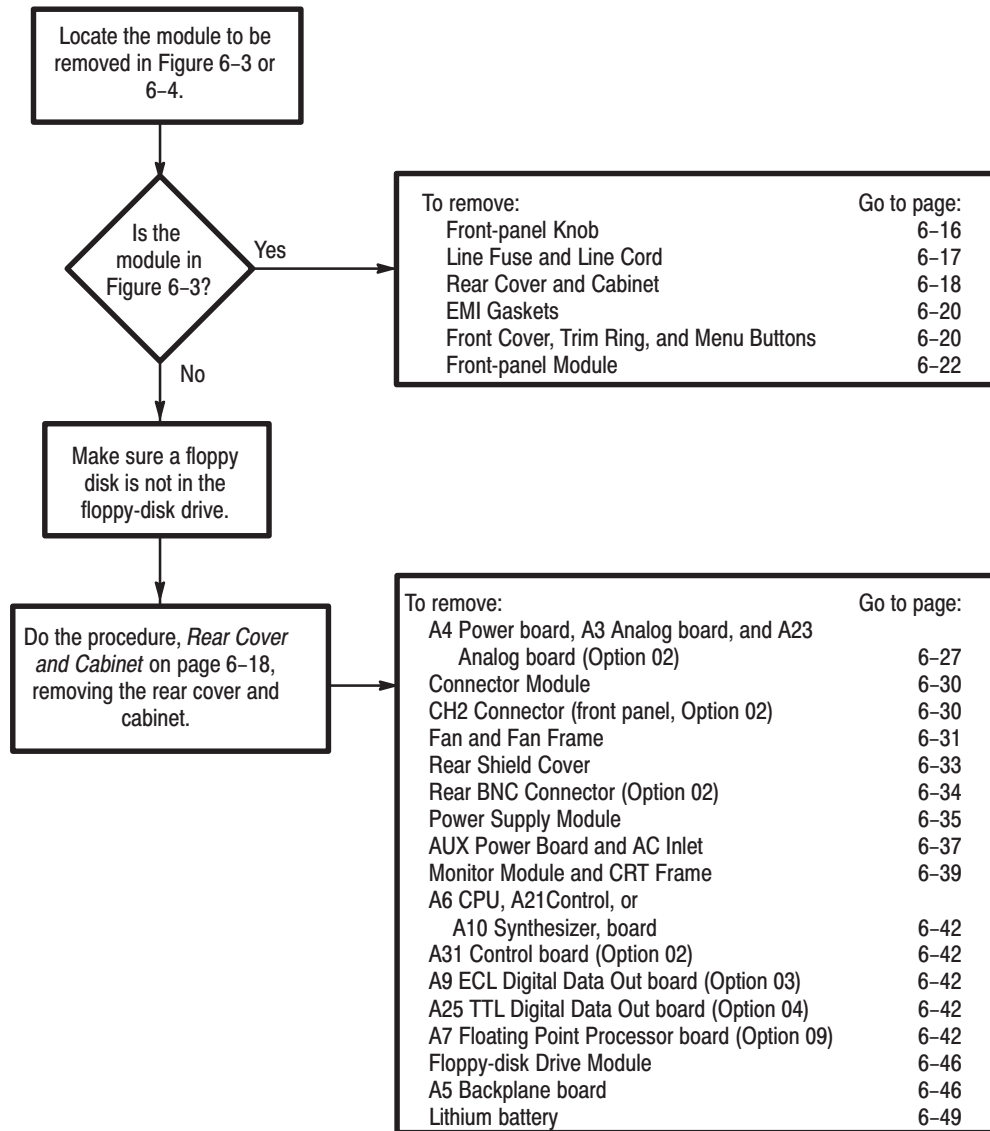 Locate the module to be
removed in Figure 6–3 or
6–4.
Is the
module in
Figure 6–3?
Yes
No
To remove: Go to page:
Front-panel Knob 6–16
Line Fuse and Line Cord 6–17
Rear Cover and Cabinet 6–18
EMI Gaskets 6–20
Front Cover, Trim Ring, and Menu Buttons 6–20
Front-panel Module 6–22
Make sure a floppy
disk is not in the
floppy-disk drive.
Do the procedure, Rear Cover
and Cabinet on page 6–18,
removing the rear cover and
cabinet.
To remove: Go to page:
A4 Power board, A3 Analog board, and A23
Analog board (Option 02) 6–27
Connector Module 6–30
CH2 Connector (front panel, Option 02) 6–30
Fan and Fan Frame 6–31
Rear Shield Cover 6–33
Rear BNC Connector (Option 02) 6–34
Power Supply Module 6–35
AUX Power Board and AC Inlet 6–37
Monitor Module and CRT Frame 6–39
A6 CPU, A21Control, or
A10 Synthesizer, board 6–42
A31 Control board (Option 02) 6–42
A9 ECL Digital Data Out board (Option 03) 6–42
A25 TTL Digital Data Out board (Option 04) 6–42
A7 Floating Point Processor board (Option 09) 6–42
Floppy-disk Drive Module 6–46
A5 Backplane board 6–46
Lithium battery 6–49